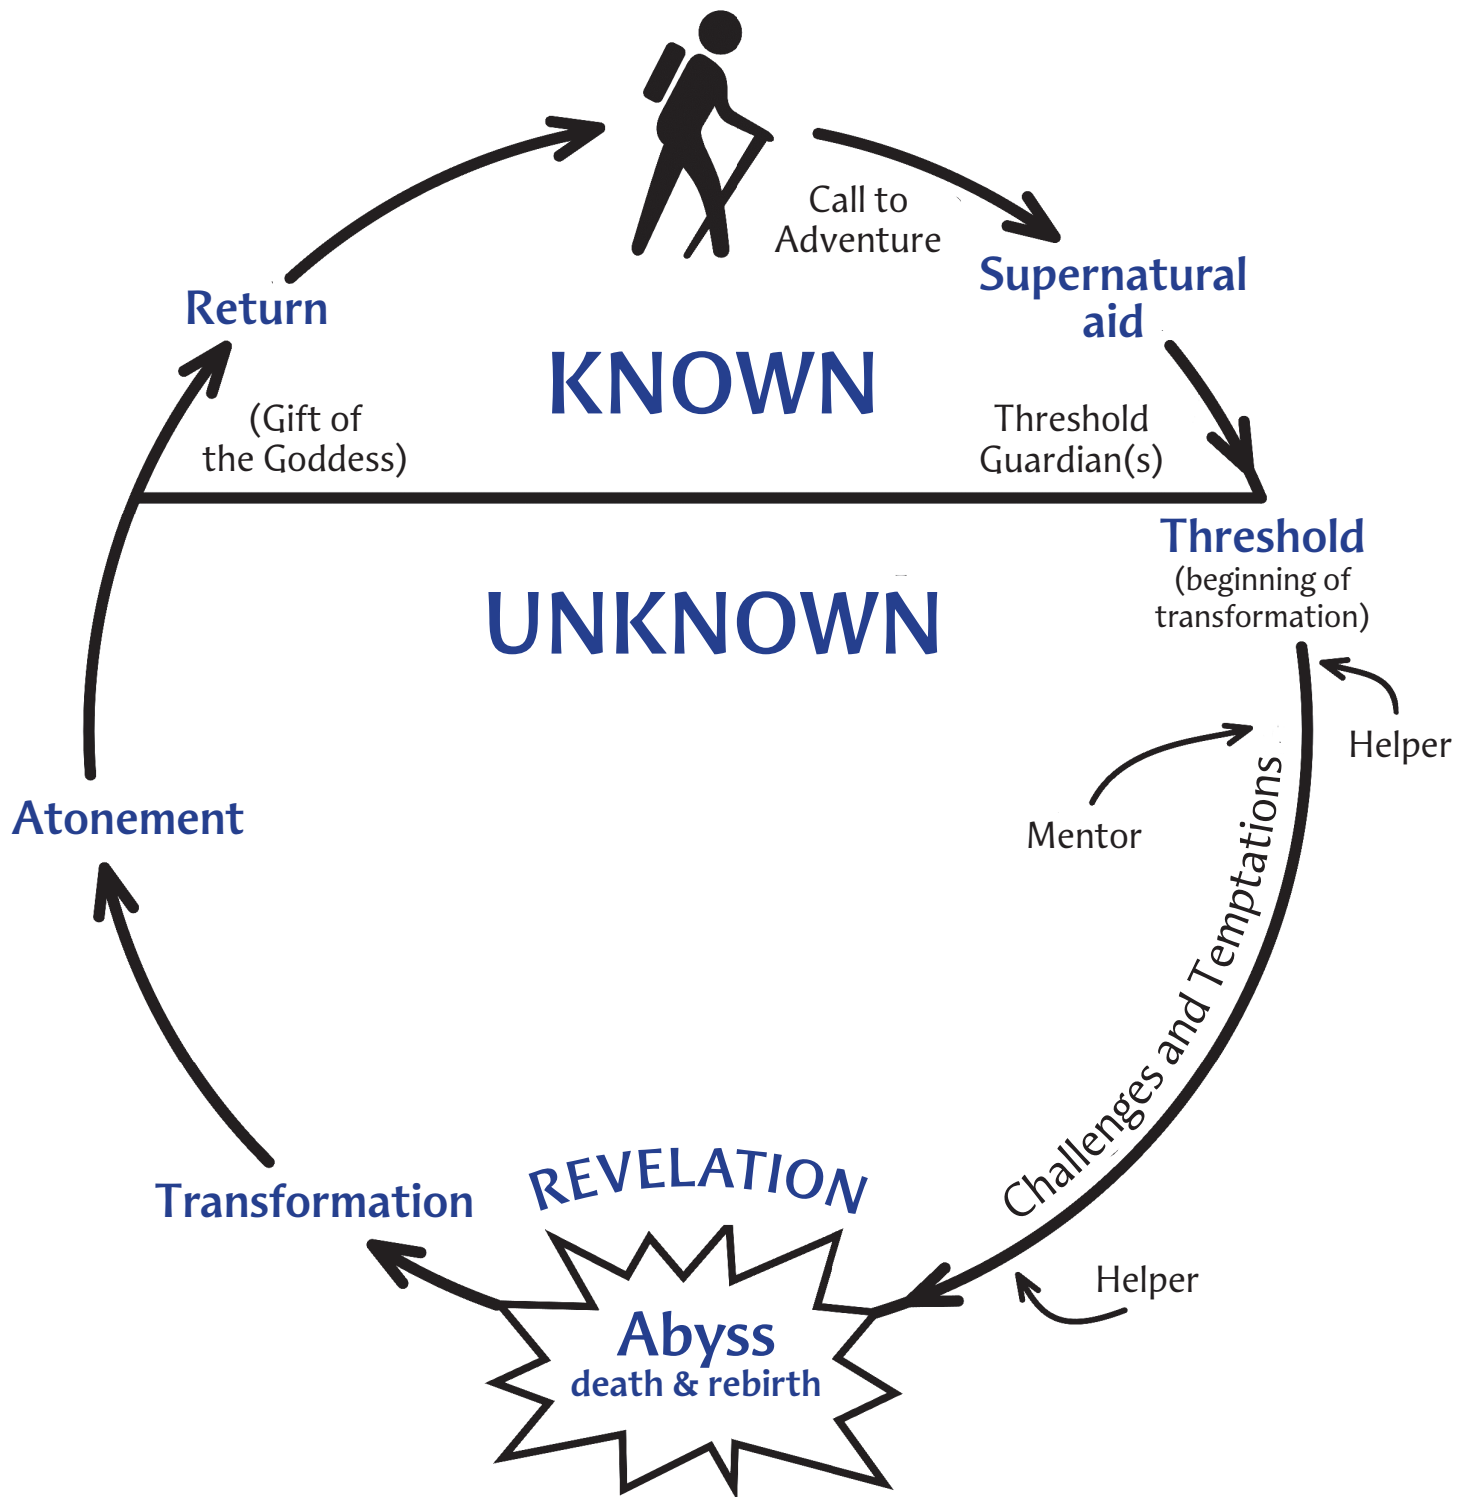 Call to
Adventure
Supernatural
aid
Return
KNOWN
(Gift of
the Goddess)
Threshold
Guardian(s)
Threshold
(beginning of
transformation)
UNKNOWN
Helper
Mentor
Challenges and Temptations
Atonement
Helper
REVELATION
Transformation
Abyss
death & rebirth